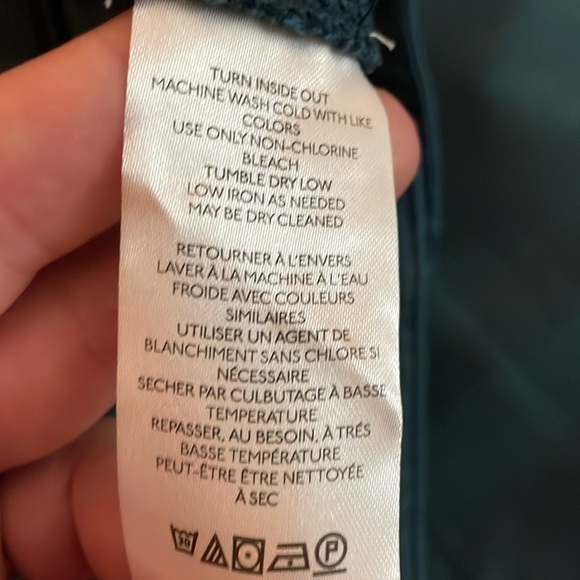 TURN INSIDE OUT
MACHINE WASH COLD WITH LIKE
COLORS
USE ONLY NON-CHLORINE
BLEACH
TUMBLE DRY LOW
LOW IRON AS NEEDED
MAY BE DRY CLEANED
RETOURNER À L'ENVERS
LAVER À LA MACHINE À L'EAU
FROIDE AVEC COULEURS
SIMILAIRES
UTILISER UN AGENT DE
BLANCHIMENT SANS CHLORE SI
NÉCESSAIRE
SECHER PAR CULBUTAGE À BASSE
TEMPERATURE
REPASSER, AU BESOIN, À TRÉS
BASSE TEMPÉRATURE
PEUT-ÊTRE ÊTRE NETTOYÉE
À SEC
30 P